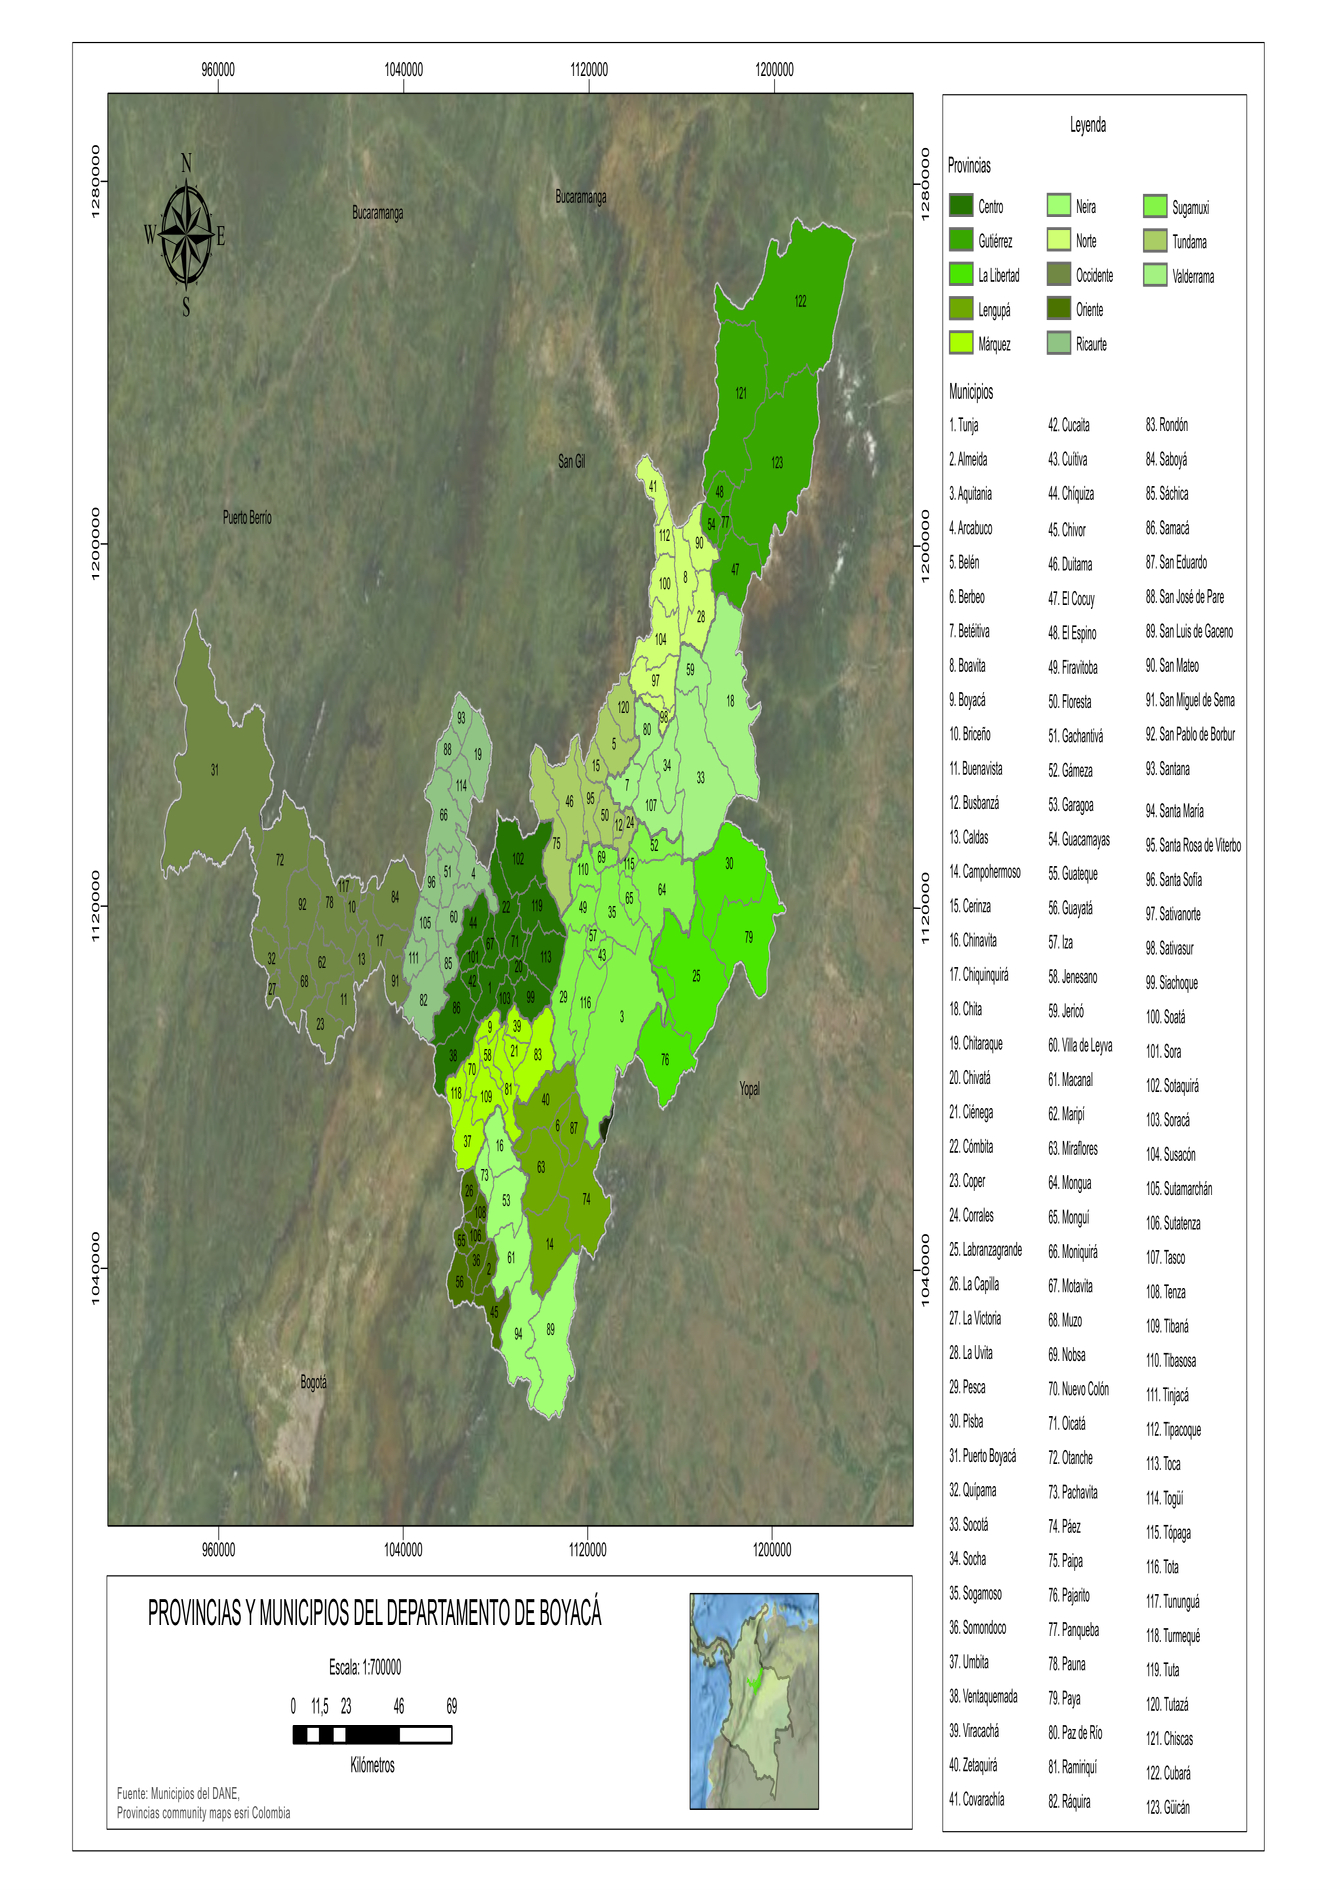 960000 1040000 1120000 1200000
1280000 1280000
1200000 1200000
1120000 1120000
1040000 1040000
N
W E
S
Bucaramanga
Bucaramanga
San Gil
Puerto Berrío
Yopal
Bogotá
122
121
123
48
77
54
47
41
112
90
100
8
28
104
97
98
59
18
120
80
5
15
34
33
7
107
46
95
50
12
24
75
52
69
115
110
30
64
65
49
35
79
57
43
25
29
116
3
76
31
72
92
78
117
10
84
17
32
62
13
27
68
11
91
23
93
88
19
114
66
51
4
96
60
105
111
85
82
102
22
119
44
67
71
101
113
20
42
1
103
99
86
38
9
39
58
21
83
70
118
109
81
37
40
6
87
63
74
14
16
73
53
61
94
89
26
108
106
55
36
2
56
45
960000 1040000 1120000 1200000
Leyenda
Provincias
Centro
Gutiérrez
La Libertad
Lengupá
Márquez
Neira
Norte
Occidente
Oriente
Ricaurte
Sugamuxi
Tundama
Valderrama
Municipios
1. Tunja
2. Almeida
3. Aquitania
4. Arcabuco
5. Belén
6. Berbeo
7. Betéitiva
8. Boavita
9. Boyacá
10. Briceño
11. Buenavista
12. Busbanzá
13. Caldas
14. Campohermoso
15. Cerinza
16. Chinavita
17. Chiquinquirá
18. Chita
19. Chitaraque
20. Chivatá
21. Ciénega
22. Cómbita
23. Coper
24. Corrales
25. Labranzagrande
26. La Capilla
27. La Victoria
28. La Uvita
29. Pesca
30. Pisba
31. Puerto Boyacá
32. Quípama
33. Socotá
34. Socha
35. Sogamoso
36. Somondoco
37. Umbita
38. Ventaquemada
39. Viracachá
40. Zetaquirá
41. Covarachía
42. Cucaita
43. Cuítiva
44. Chíquiza
45. Chivor
46. Duitama
47. El Cocuy
48. El Espino
49. Firavitoba
50. Floresta
51. Gachantivá
52. Gámeza
53. Garagoa
54. Guacamayas
55. Guateque
56. Guayatá
57. Iza
58. Jenesano
59. Jericó
60. Villa de Leyva
61. Macanal
62. Maripí
63. Miraflores
64. Mongua
65. Monguí
66. Moniquirá
67. Motavita
68. Muzo
69. Nobsa
70. Nuevo Colón
71. Oicatá
72. Otanche
73. Pachavita
74. Páez
75. Paipa
76. Pajarito
77. Panqueba
78. Pauna
79. Paya
80. Paz de Río
81. Ramiriquí
82. Ráquira
83. Rondón
84. Saboyá
85. Sáchica
86. Samacá
87. San Eduardo
88. San José de Pare
89. San Luis de Gaceno
90. San Mateo
91. San Miguel de Sema
92. San Pablo de Borbur
93. Santana
94. Santa María
95. Santa Rosa de Viterbo
96. Santa Sofía
97. Sativanorte
98. Sativasur
99. Siachoque
100. Soatá
101. Sora
102. Sotaquirá
103. Soracá
104. Susacón
105. Sutamarchán
106. Sutatenza
107. Tasco
108. Tenza
109. Tibaná
110. Tibasosa
111. Tinjacá
112. Tipacoque
113. Toca
114. Togüí
115. Tópaga
116. Tota
117. Tununguá
118. Turmequé
119. Tuta
120. Tutazá
121. Chiscas
122. Cubará
123. Güicán
PROVINCIAS Y MUNICIPIOS DEL DEPARTAMENTO DE BOYACÁ
Escala: 1:700000
0 11,5 23 46 69
Kilómetros
Fuente: Municipios del DANE,
Provincias community maps esri Colombia